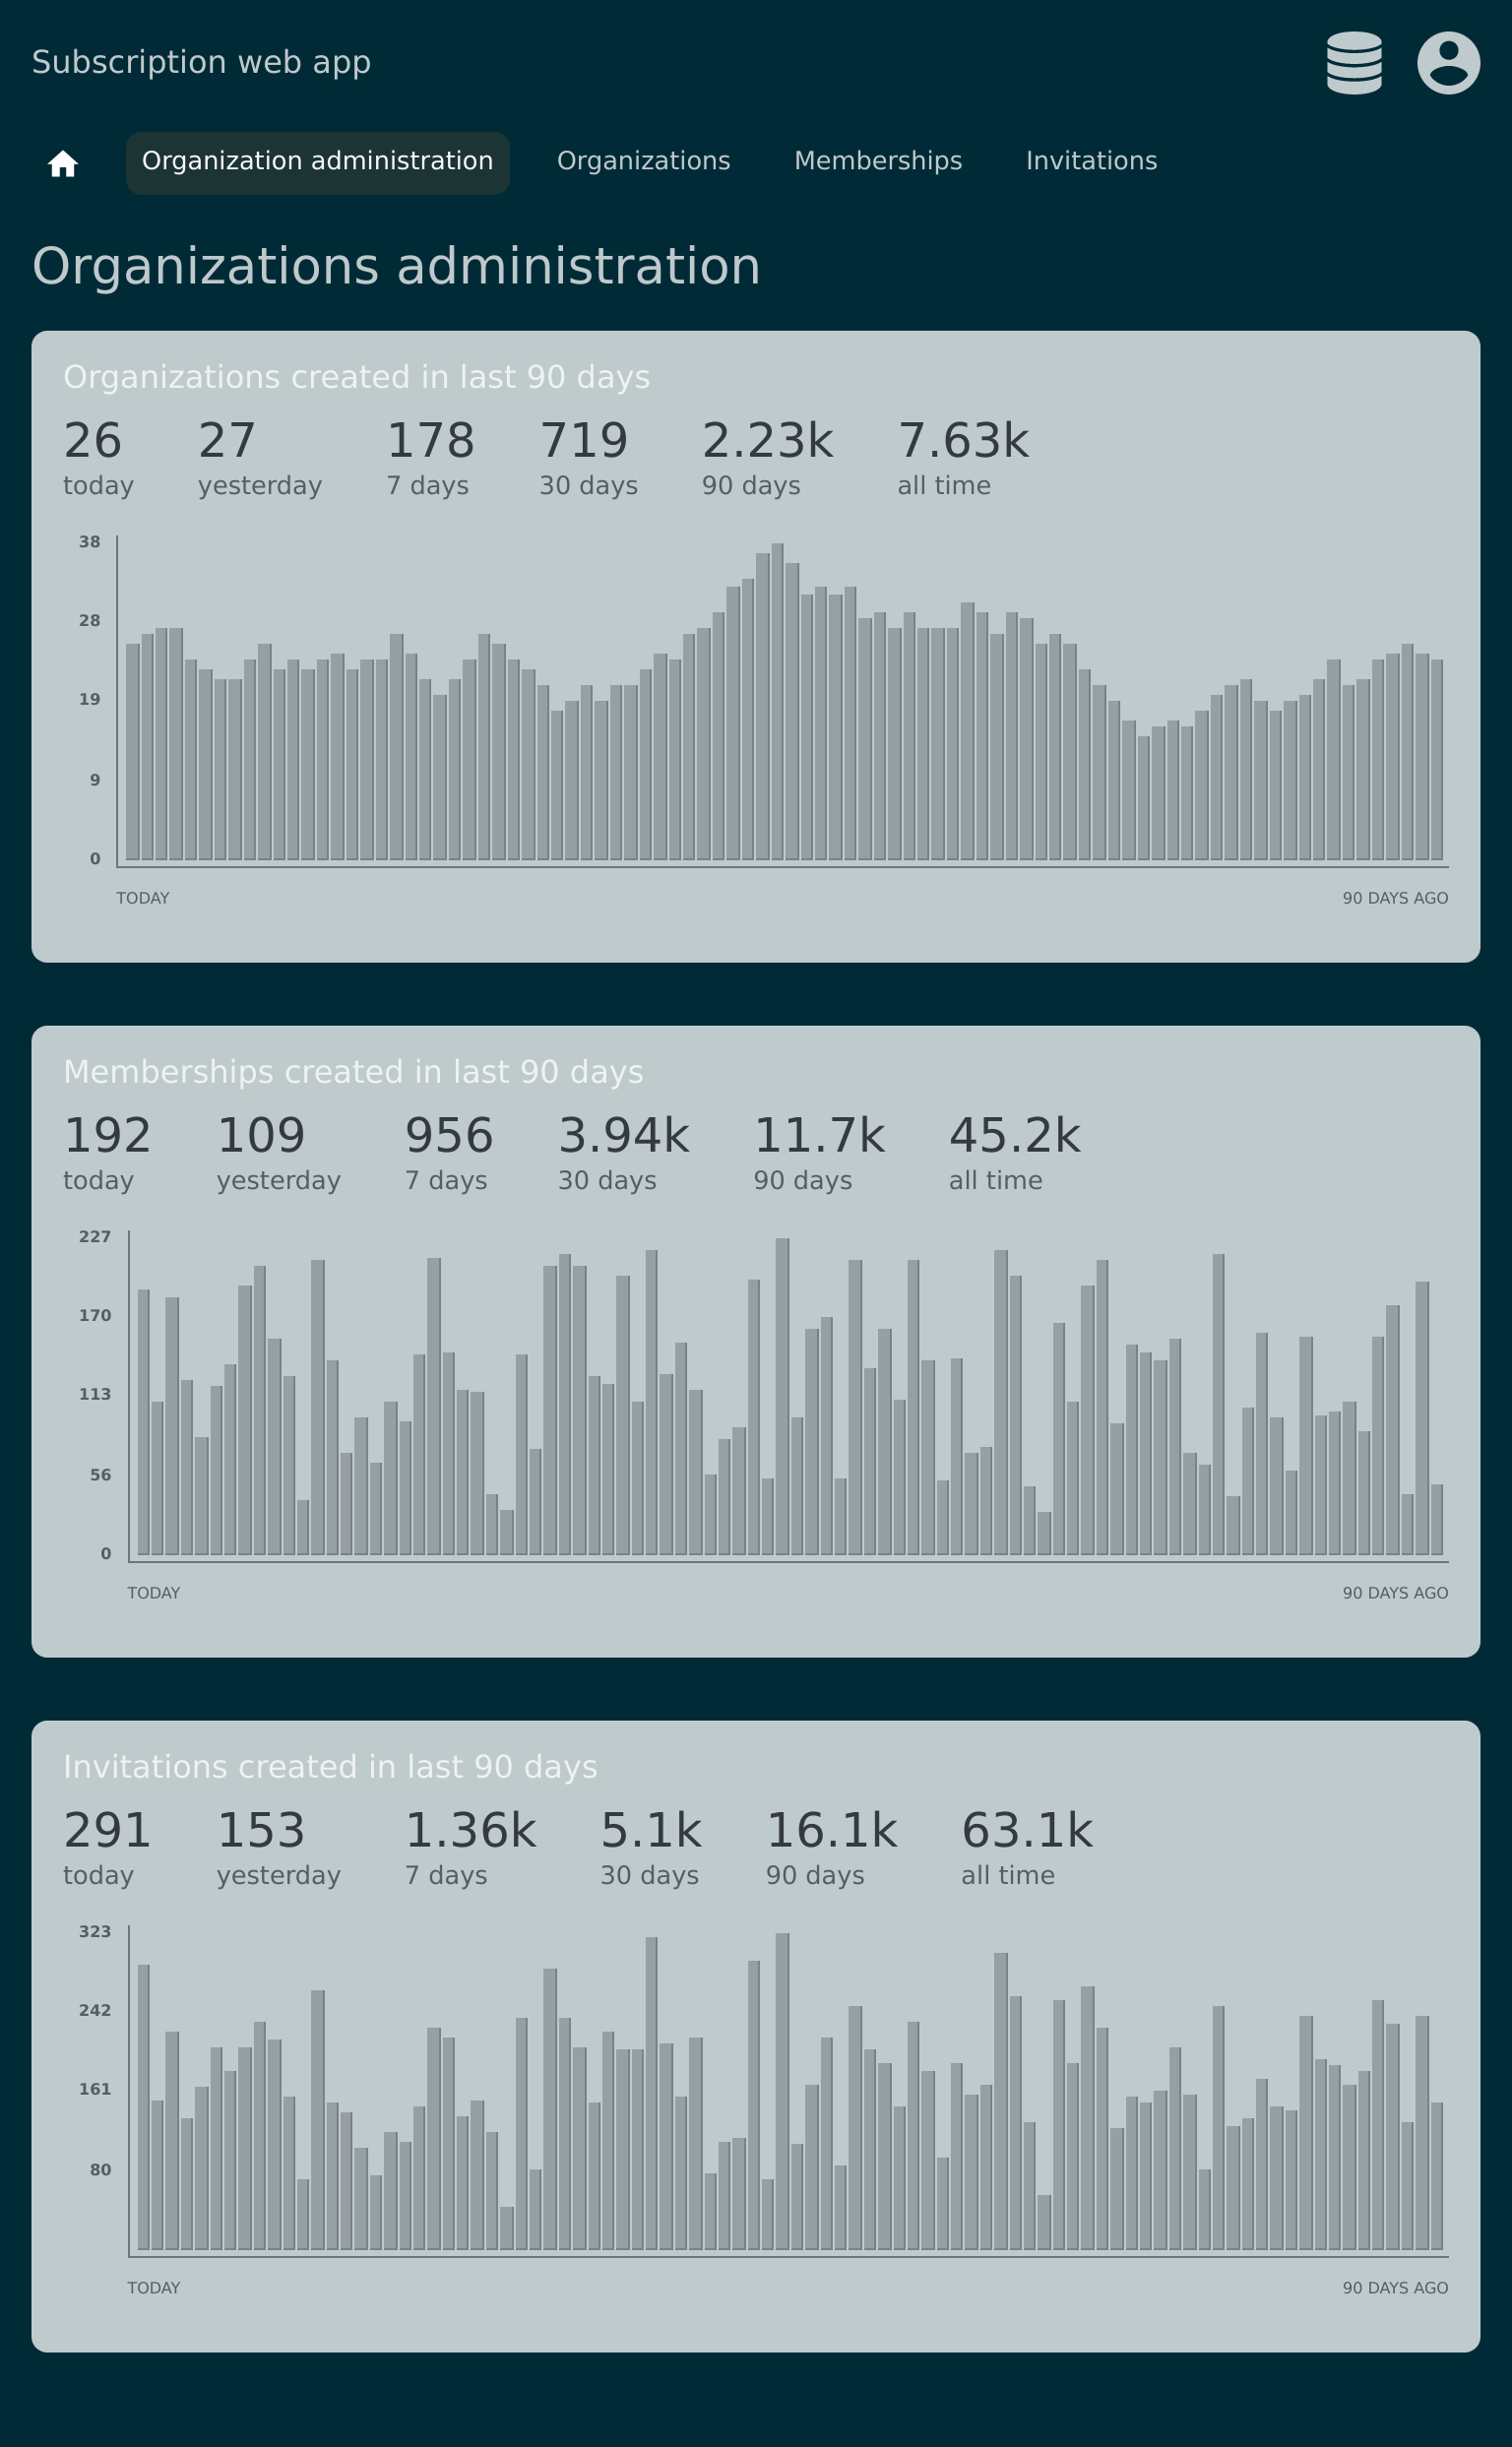 Subscription web app
Organization administration Organizations Memberships Invitations
Organizations administration
Organizations created in last 90 days
26 27 178 719 2.23k 7.63k
today yesterday 7 days 30 days 90 days all time
38
28
19
9
0
TODAY 90 DAYS AGO
Memberships created in last 90 days
192 109 956 3.94k 11.7k 45.2k
today yesterday 7 days 30 days 90 days all time
227
170
113
56
0
TODAY 90 DAYS AGO
Invitations created in last 90 days
291 153 1.36k 5.1k 16.1k 63.1k
today yesterday 7 days 30 days 90 days all time
323
242
161
80
TODAY 90 DAYS AGO